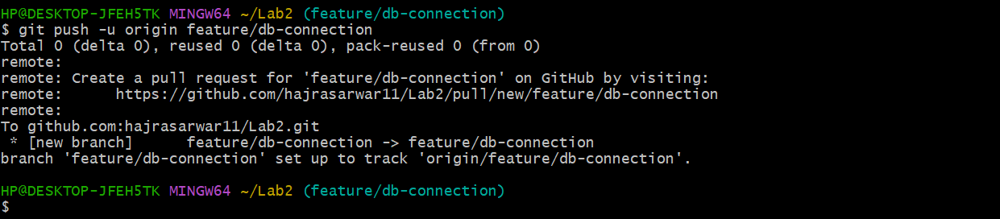 HP@DESKTOP-JFEH5TK MINGW64 ~/Lab2 (feature/db-connection)
$ git push -u origin feature/db-connection
Total 0 (delta 0), reused 0 (delta 0), pack-reused 0 (from 0)
remote:
remote: Create a pull request for 'feature/db-connection' on GitHub by visiting:
remote:      https://github.com/hajrasarwar11/Lab2/pull/new/feature/db-connection
remote:
To github.com:hajrasarwar11/Lab2.git
 * [new branch]      feature/db-connection -> feature/db-connection
branch 'feature/db-connection' set up to track 'origin/feature/db-connection'.
HP@DESKTOP-JFEH5TK MINGW64 ~/Lab2 (feature/db-connection)
$